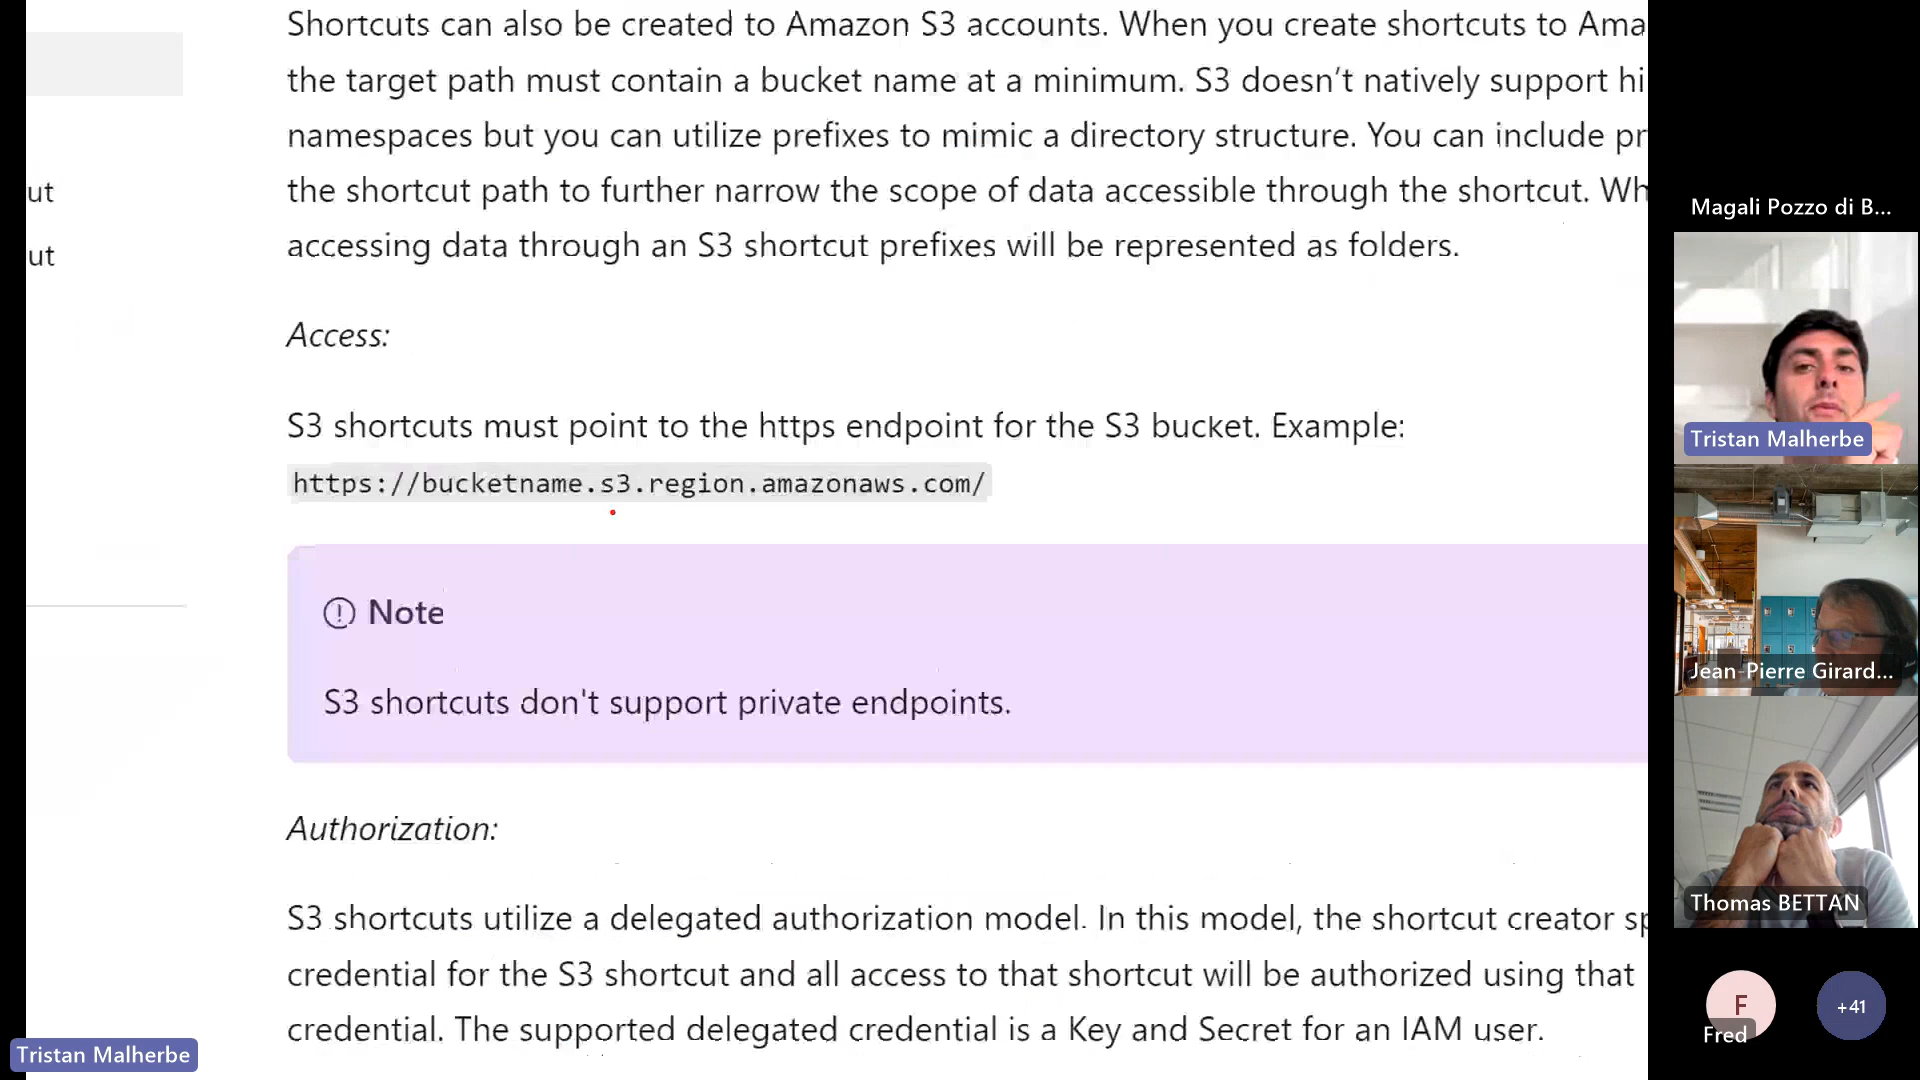 Shortcuts can also be created to Amazon S3 accounts. When you create shortcuts to Ama
the target path must contain a bucket name at a minimum. S3 doesn’t natively support hi
namespaces but you can utilize prefixes to mimic a directory structure. You can include pr
the shortcut path to further narrow the scope of data accessible through the shortcut. Wh
accessing data through an S3 shortcut prefixes will be represented as folders.
ut
ut
Access:
S3 shortcuts must point to the https endpoint for the S3 bucket. Example:
https://bucketname.s3.region.amazonaws.com/
Note
S3 shortcuts don't support private endpoints.
Authorization:
S3 shortcuts utilize a delegated authorization model. In this model, the shortcut creator sp
credential for the S3 shortcut and all access to that shortcut will be authorized using that
credential. The supported delegated credential is a Key and Secret for an IAM user.
Tristan Malherbe
Magali Pozzo di B...
Tristan Malherbe
Jean-Pierre Girard...
Thomas BETTAN
F
Fred
+41